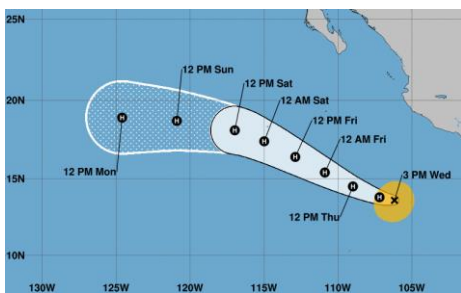 25N
20N
15N
10N
12 PM Sun
12 PM Sat
12 AM Sat
12 PM Fri
12 AM Fri
3 PM Wed
12 PM Mon
12 PM Thu
H
H
H
H
H
H
H
H
130W 125W 120W 115W 110W 105W